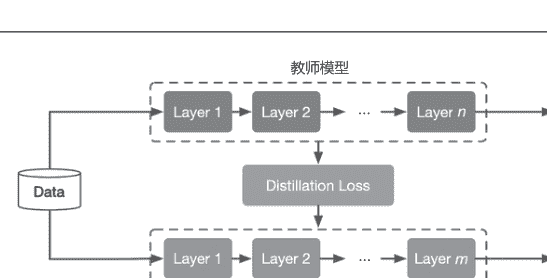 教师模型
Layer 1 Layer 2 ... Layer n
Distillation Loss
Data
Layer 1 Layer 2 ... Layer m